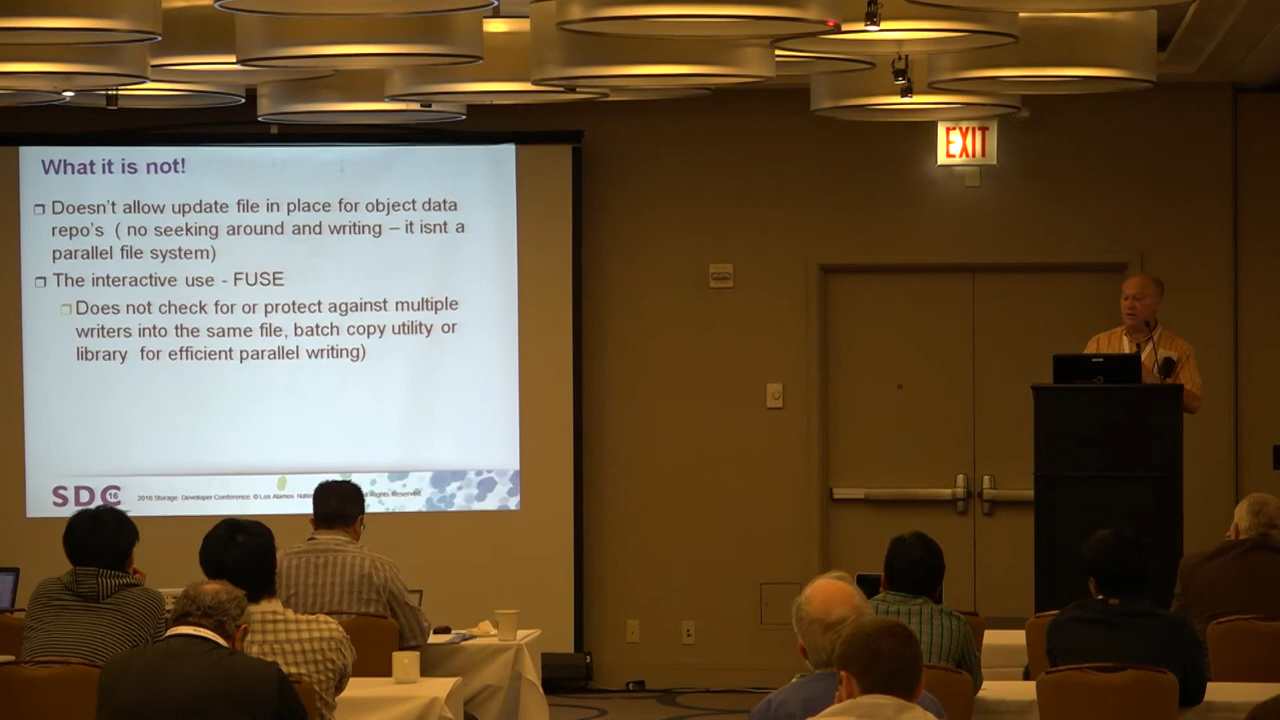 What it is not!
Doesn't allow update file in place for object data
repo's ( no seeking around and writing – it isnt a
parallel file system)
The interactive use - FUSE
Does not check for or protect against multiple
writers into the same file, batch copy utility or
library for efficient parallel writing)
SDC 16
2016 Storage Developer Conference. © Los Alamos Rights Reserved.
EXIT